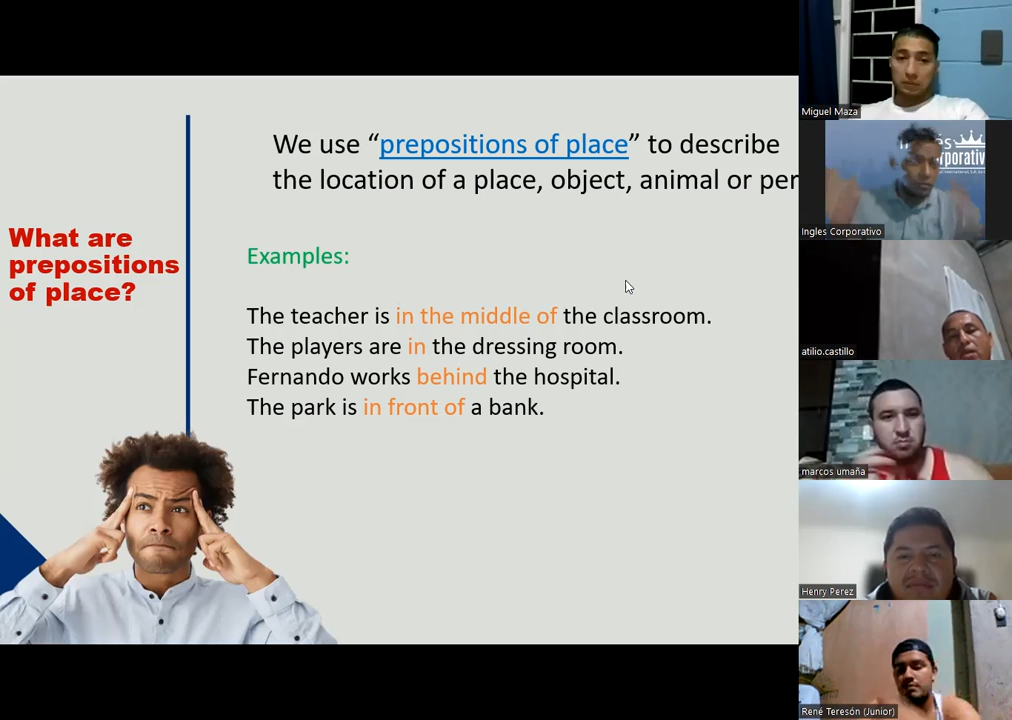 We use “prepositions of place” to describe
the location of a place, object, animal or per
What are
prepositions
of place?
Examples:
The teacher is in the middle of the classroom.
The players are in the dressing room.
Fernando works behind the hospital.
The park is in front of a bank.
Miguel Maza
Ingles Corporativo
atilio.castillo
marcos umaña
Henry Perez
René Teresón (Junior)